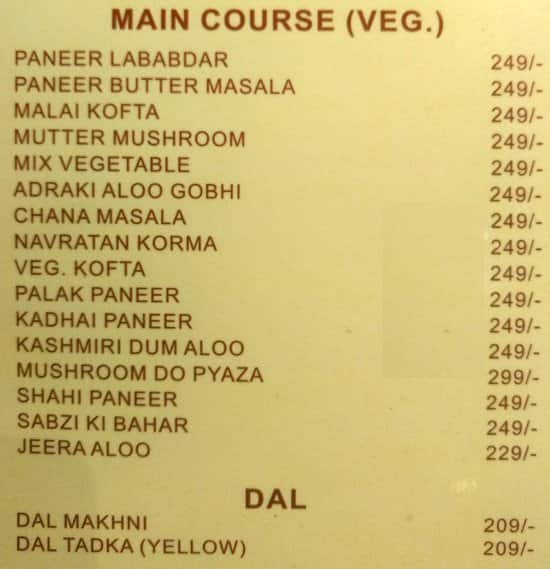 MAIN COURSE (VEG.)
PANEER LABABDAR 249/-
PANEER BUTTER MASALA 249/-
MALAI KOFTA 249/-
MUTTER MUSHROOM 249/-
MIX VEGETABLE 249/-
ADRAKI ALOO GOBHI 249/-
CHANA MASALA 249/-
NAVRATAN KORMA 249/-
VEG. KOFTA 249/-
PALAK PANEER 249/-
KADHAI PANEER 249/-
KASHMIRI DUM ALOO 249/-
MUSHROOM DO PYAZA 299/-
SHAHI PANEER 249/-
SABZI KI BAHAR 249/-
JEERA ALOO 229/-
DAL
DAL MAKHNI 209/-
DAL TADKA (YELLOW) 209/-